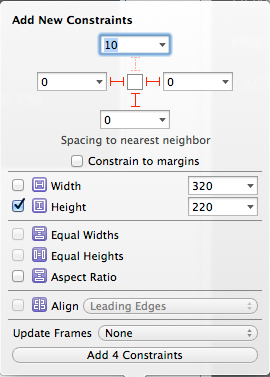 Add New Constraints
10
0 0
0
Spacing to nearest neighbor
Constrain to margins
Width 320
Height 220
Equal Widths
Equal Heights
Aspect Ratio
Align Leading Edges
Update Frames None
Add 4 Constraints